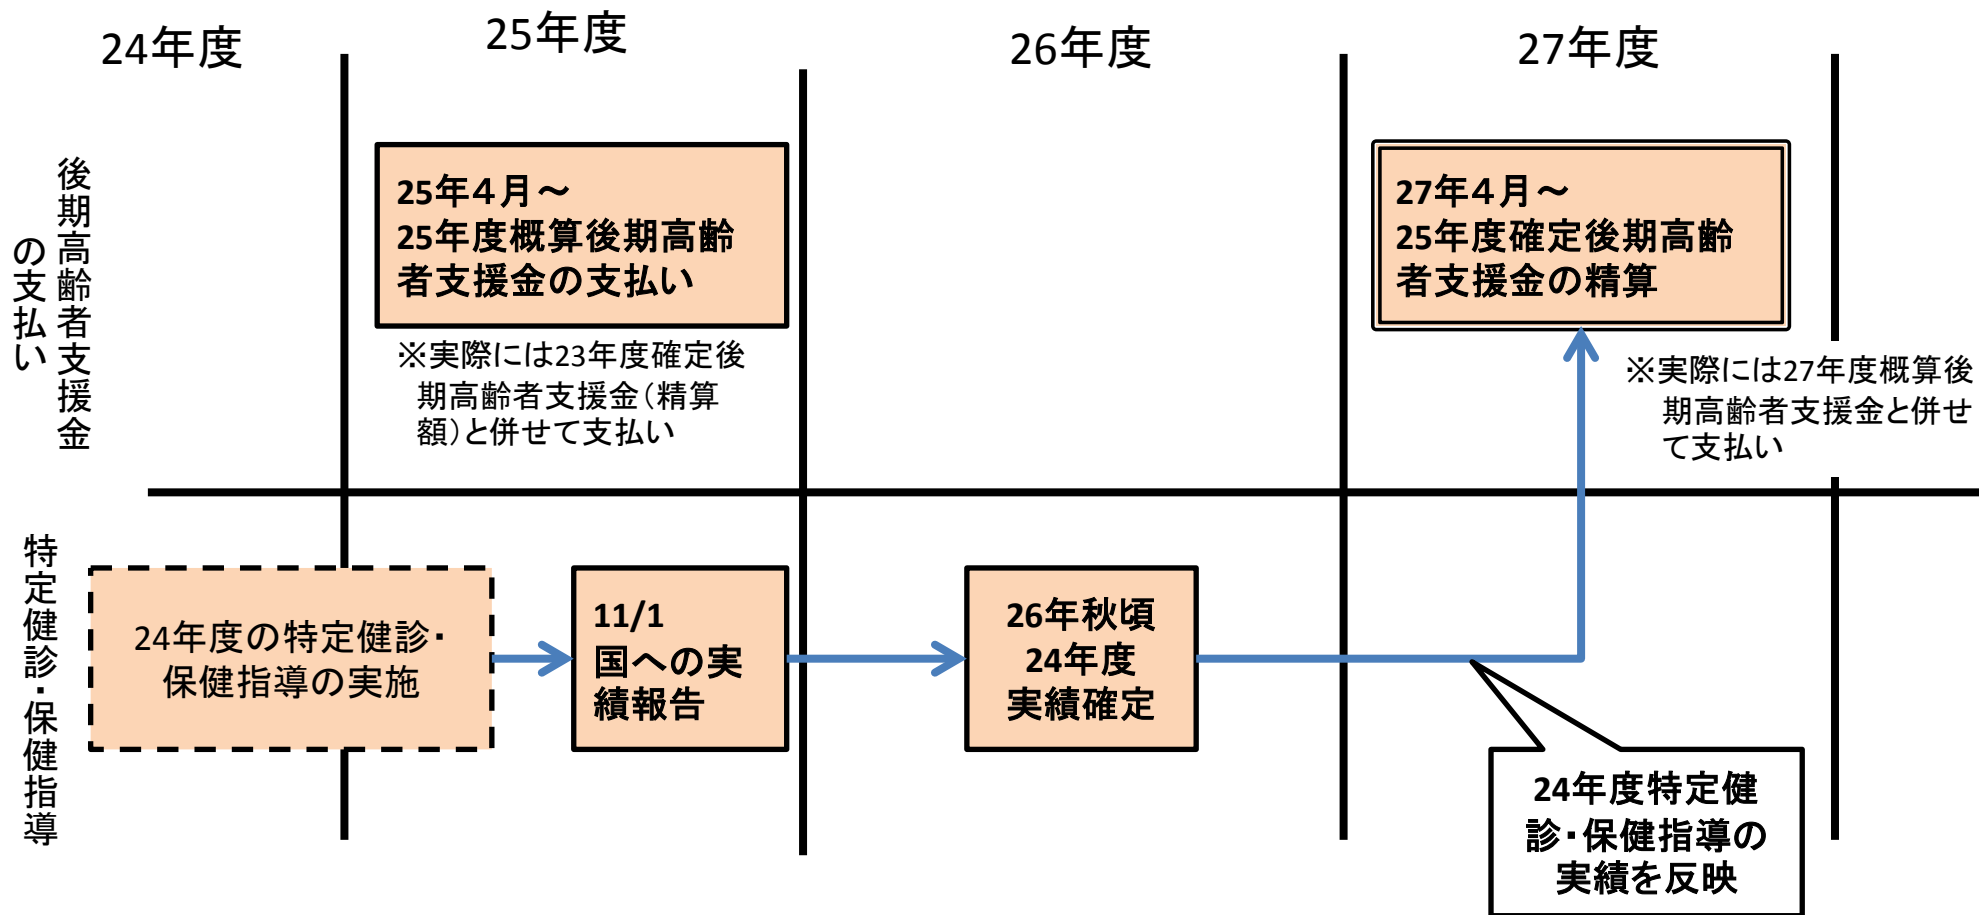 24年度
25年度
26年度
27年度
後期高齢者支援金
の支払い
25年４月～
25年度概算後期高齢
者支援金の支払い
※実際には23年度確定後
期高齢者支援金（精算
額）と併せて支払い
27年４月～
25年度確定後期高齢
者支援金の精算
※実際には27年度概算後
期高齢者支援金と併せ
て支払い
特定健診・保健指導
24年度の特定健診・
保健指導の実施
11/1
国への実
績報告
26年秋頃
24年度
実績確定
24年度特定健
診・保健指導の
実績を反映